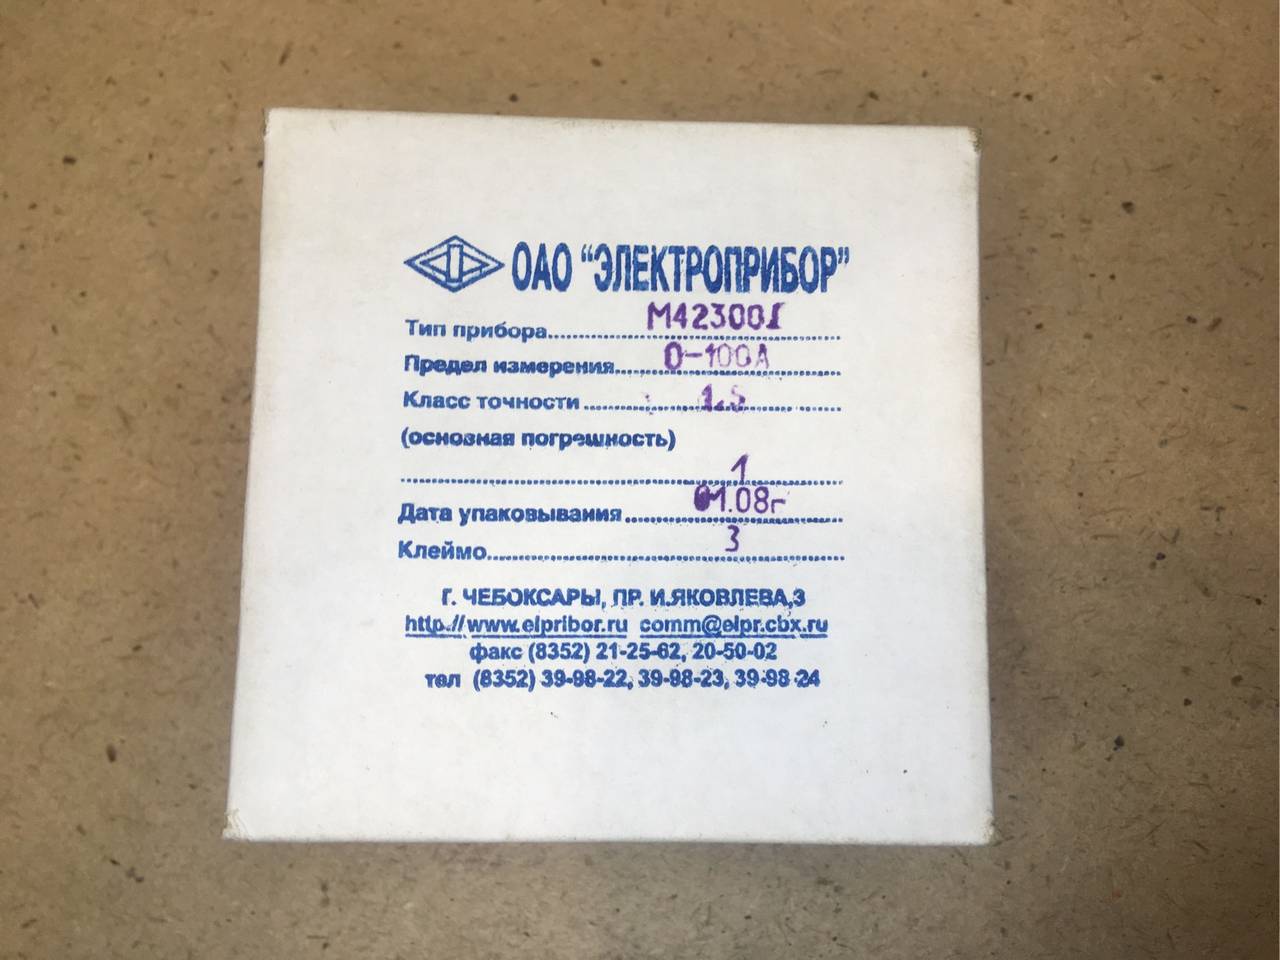 ОАО "ЭЛЕКТРОПРИБОР"
Тип прибора M423001
Предел измерения 0-100А
Класс точности 1.5
(основная погрешность)
1
Дата упаковывания 01.08г
Клеймо 3
Г. ЧЕБОКСАРЫ, ПР. И.ЯКОВЛЕВА,3
http://www.elpribor.ru comm@elpr.cbx.ru
факс (8352) 21-25-62, 20-50-02
тел (8352) 39-98-22, 39-98-23, 39-98-24